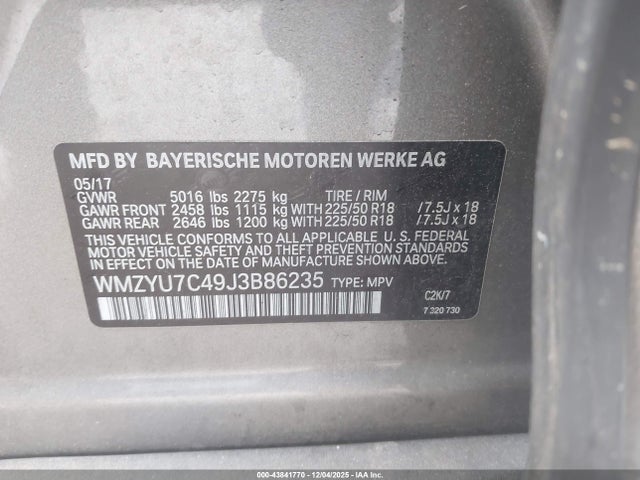 MFD BY BAYERISCHE MOTOREN WERKE AG
05/17
GVWR 5016 lbs 2275 kg TIRE / RIM
GAWR FRONT 2458 lbs 1115 kg WITH 225/50 R18 /7.5J x 18
GAWR REAR 2646 lbs 1200 kg WITH 225/50 R18 /7.5J x 18
THIS VEHICLE CONFORMS TO ALL APPLICABLE U. S. FEDERAL
MOTOR VEHICLE SAFETY, BUMPER AND THEFT PREVENTION STANDARDS
IN EFFECT ON THE DATE OF MANUFACTURE SHOWN ABOVE.
WMZYU7C49J3B86235 TYPE: MPV
C2K/7
7 320 730
000-43841770 - 12/04/2025 - IAA Inc.